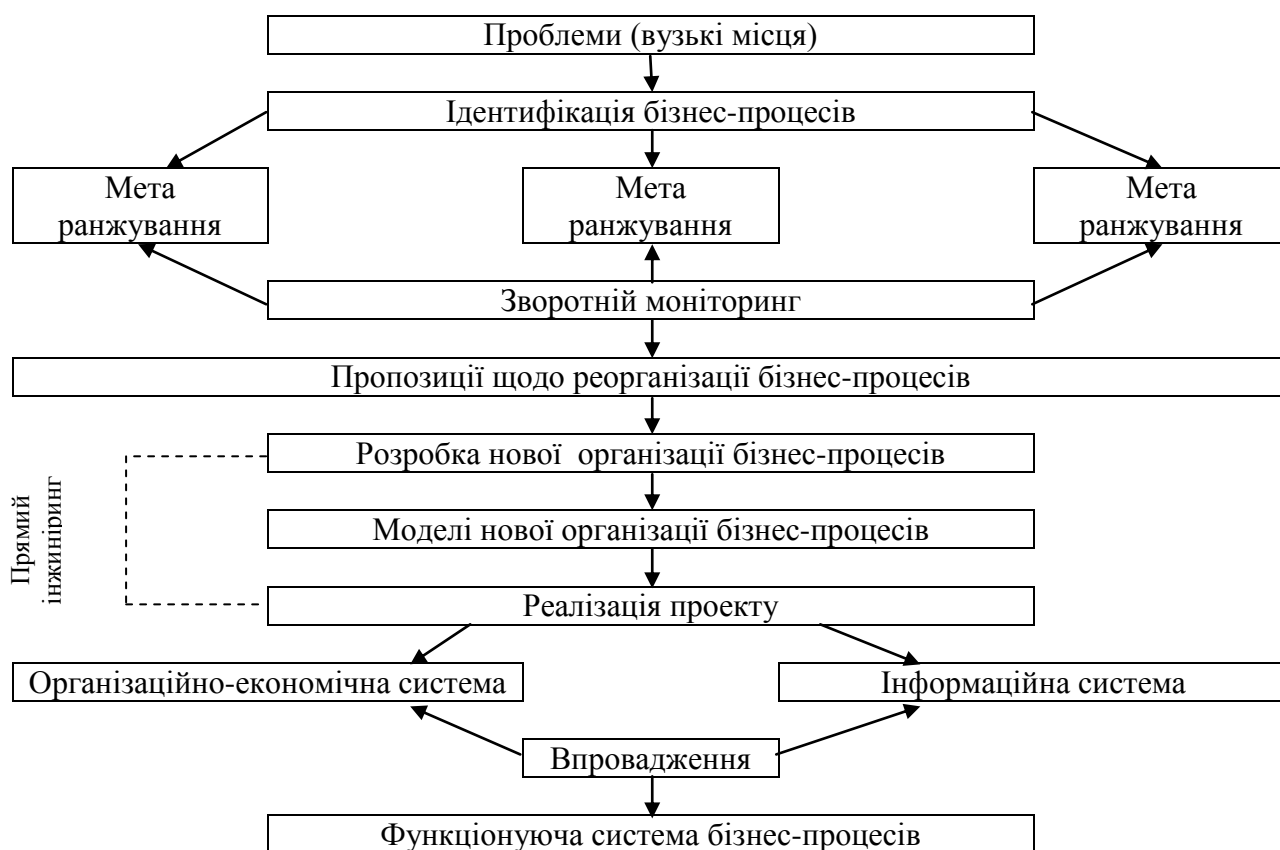 Проблеми (вузькі місця)
Ідентифікація бізнес-процесів
Мета
ранжування
Мета
ранжування
Мета
ранжування
Зворотній моніторинг
Пропозиції щодо реорганізації бізнес-процесів
Розробка нової організації бізнес-процесів
Моделі нової організації бізнес-процесів
Прямий
інжиніринг
Реалізація проекту
Організаційно-економічна система
Інформаційна система
Впровадження
Функціонуюча система бізнес-процесів